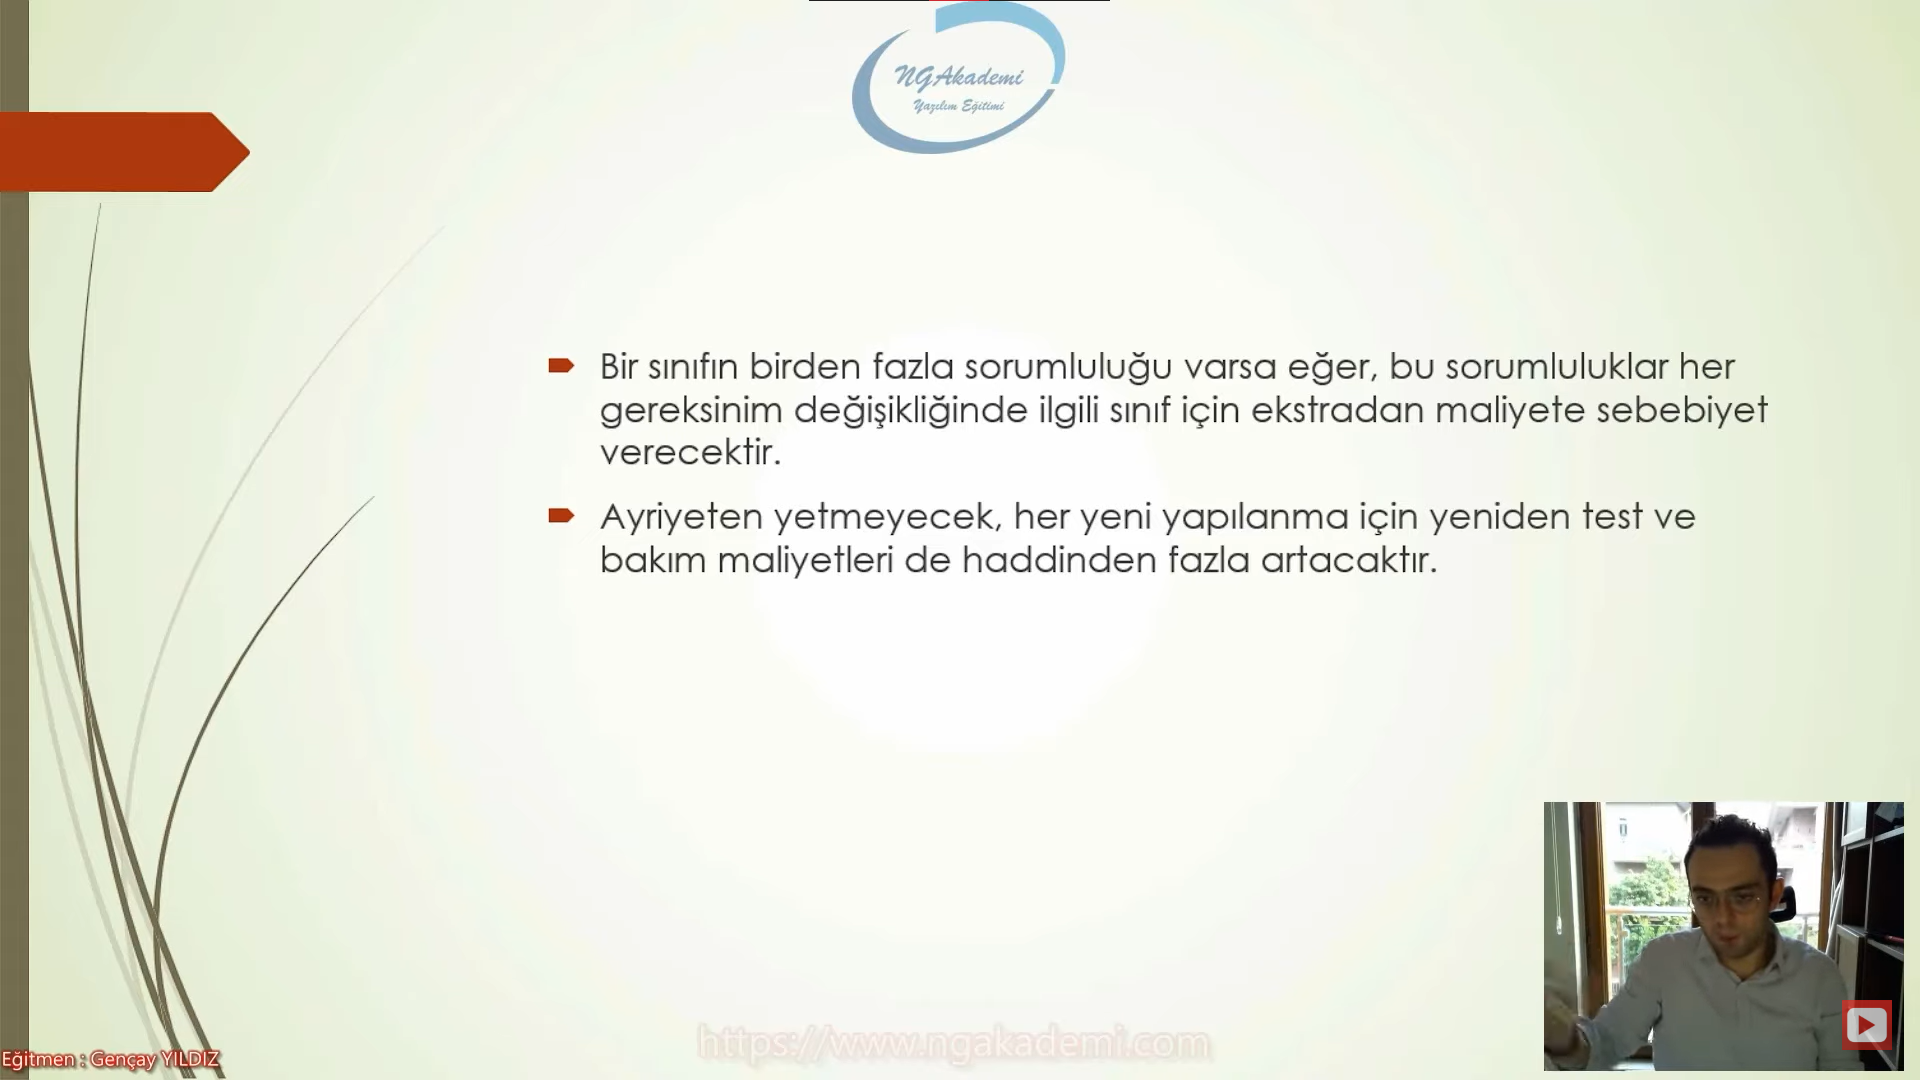 NGAkademi
Yazılım Eğitimi
Bir sınıfın birden fazla sorumluluğu varsa eğer, bu sorumluluklar her
gereksinim değişikliğinde ilgili sınıf için ekstradan maliyete sebebiyet
verecektir.
Ayriyeten yetmeyecek, her yeni yapılanma için yeniden test ve
bakım maliyetleri de haddinden fazla artacaktır.
https://www.ngakademi.com
Eğitmen : Gençay YILDIZ